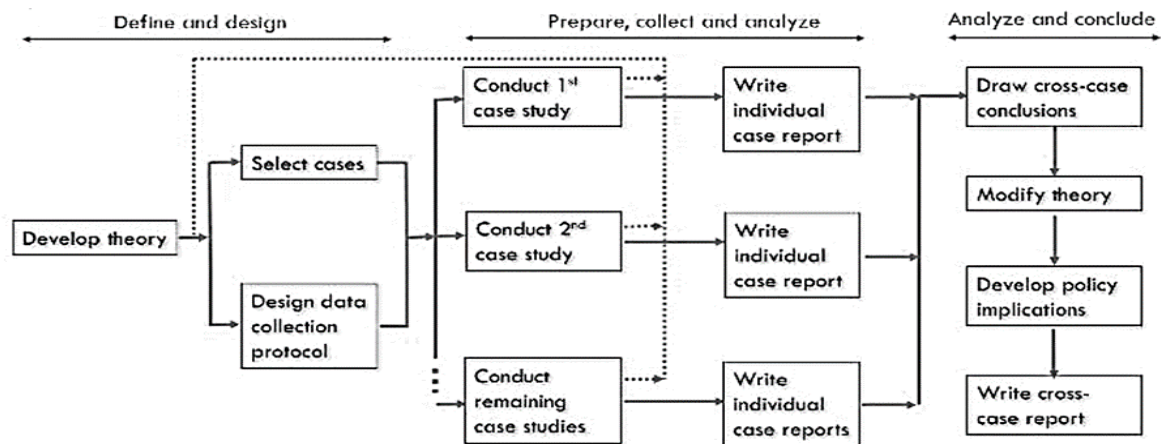 Define and design
Prepare, collect and analyze
Analyze and conclude
Develop theory
Select cases
Design data
collection
protocol
Conduct 1st
case study
Conduct 2nd
case study
Conduct
remaining
case studies
Write
individual
case report
Write
individual
case report
Write
individual
case reports
Draw cross-case
conclusions
Modify theory
Develop policy
implications
Write cross-
case report